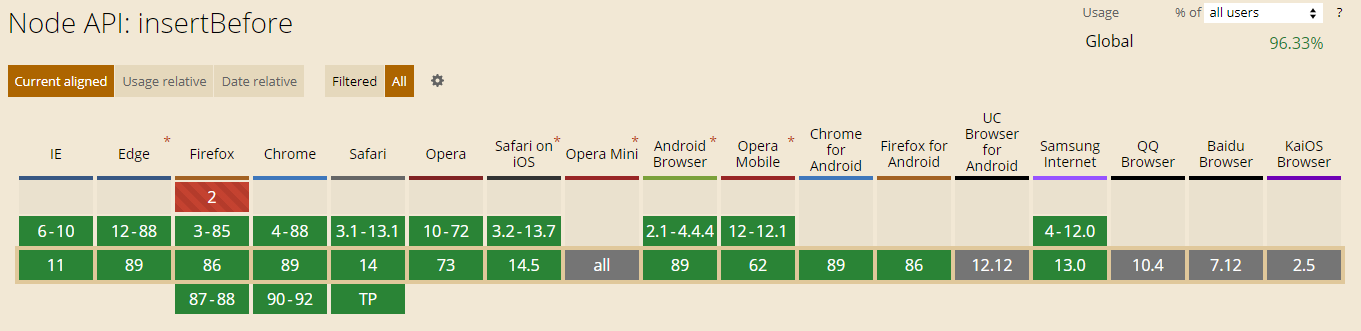 Node API: insertBefore
Usage % of all users ?
Global 96.33%
Current aligned Usage relative Date relative Filtered All
IE Edge * Firefox Chrome Safari Opera Safari on iOS * Opera Mini * Android Browser * Opera Mobile * Chrome for Android Firefox for Android UC Browser for Android Samsung Internet QQ Browser Baidu Browser KaiOS Browser
2
6-10 12-88 3-85 4-88 3.1-13.1 10-72 3.2-13.7 2.1-4.4.4 12-12.1 4-12.0
11 89 86 89 14 73 14.5 all 89 62 89 86 12.12 13.0 10.4 7.12 2.5
87-88 90-92 TP